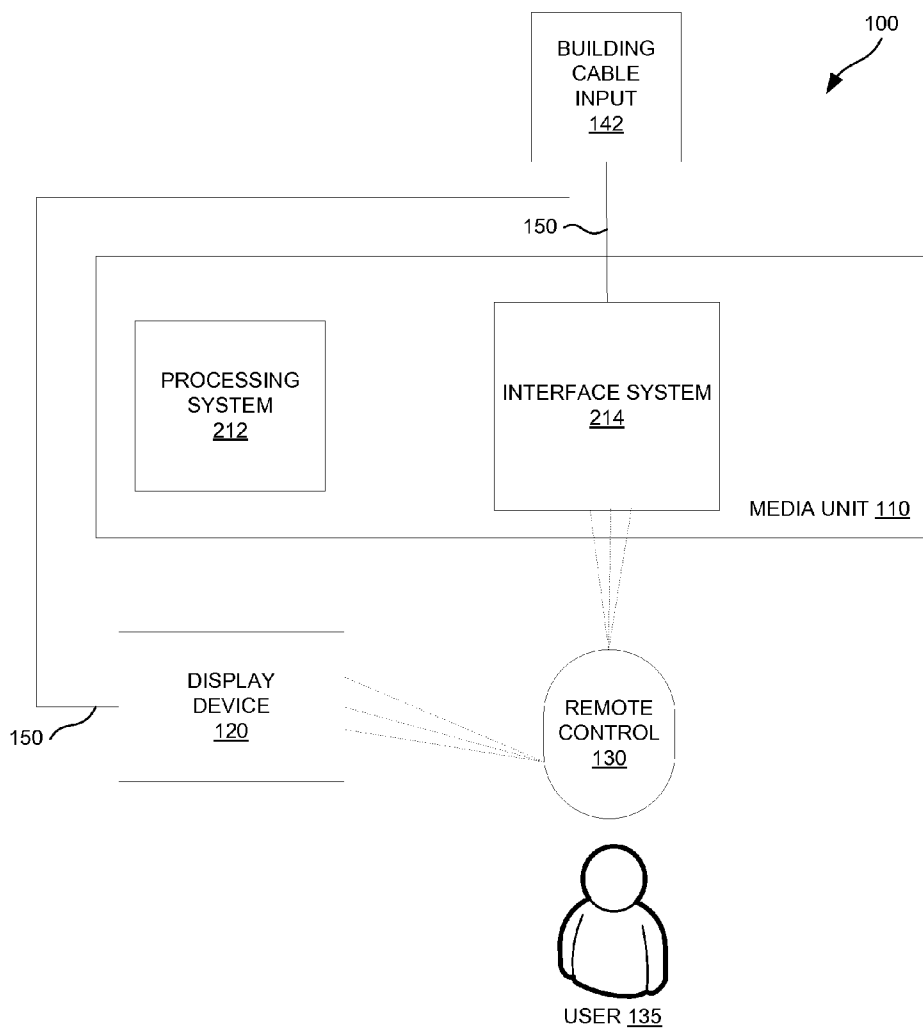 100
BUILDING
CABLE
INPUT
142
150
PROCESSING
SYSTEM
212
INTERFACE SYSTEM
214
MEDIA UNIT 110
DISPLAY
DEVICE
120
150
REMOTE
CONTROL
130
USER 135